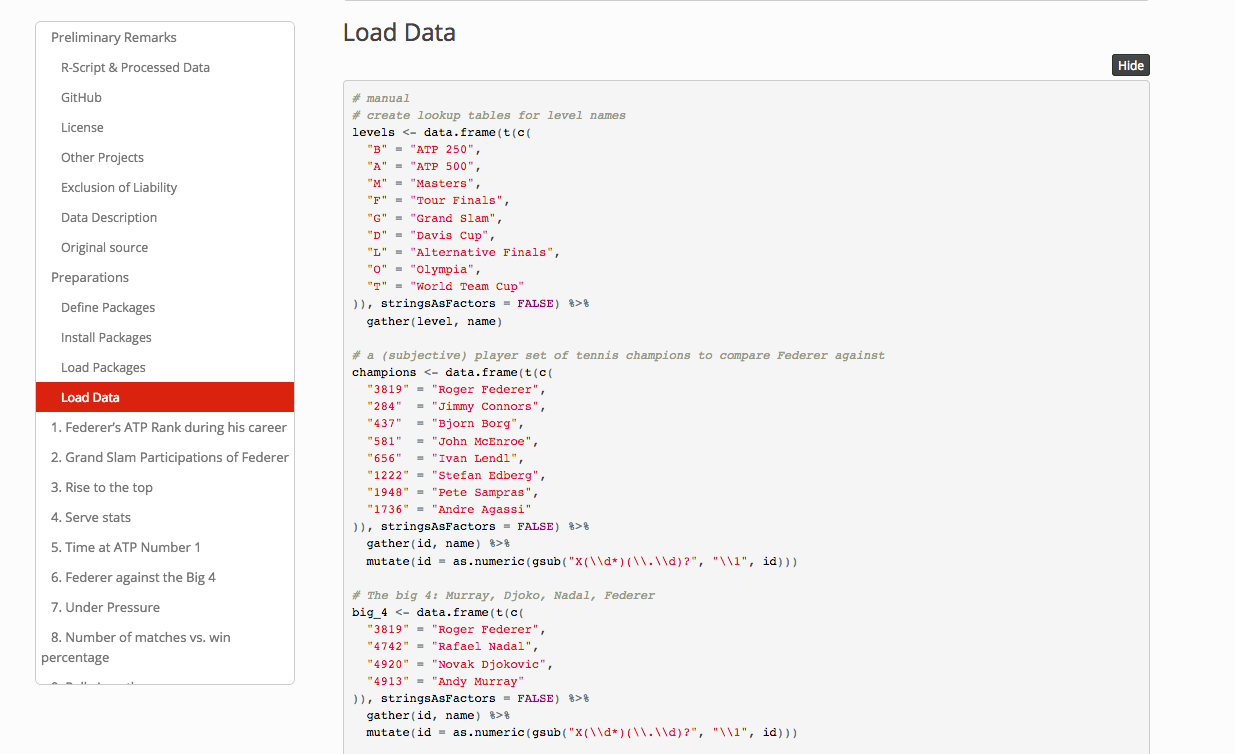 Preliminary Remarks
R-Script & Processed Data
GitHub
License
Other Projects
Exclusion of Liability
Data Description
Original source
Preparations
Define Packages
Install Packages
Load Packages
Load Data
1. Federer’s ATP Rank during his career
2. Grand Slam Participations of Federer
3. Rise to the top
4. Serve stats
5. Time at ATP Number 1
6. Federer against the Big 4
7. Under Pressure
8. Number of matches vs. win
percentage
Load Data
Hide
# manual
# create lookup tables for level names
levels <- data.frame(t(c(
  "B" = "ATP 250",
  "A" = "ATP 500",
  "M" = "Masters",
  "F" = "Tour Finals",
  "G" = "Grand Slam",
  "D" = "Davis Cup",
  "L" = "Alternative Finals",
  "O" = "Olympia",
  "T" = "World Team Cup"
)), stringsAsFactors = FALSE) %>%
  gather(level, name)
# a (subjective) player set of tennis champions to compare Federer against
champions <- data.frame(t(c(
  "3819" = "Roger Federer",
  "284"  = "Jimmy Connors",
  "437"  = "Bjorn Borg",
  "581"  = "John McEnroe",
  "656"  = "Ivan Lendl",
  "1222" = "Stefan Edberg",
  "1948" = "Pete Sampras",
  "1736" = "Andre Agassi"
)), stringsAsFactors = FALSE) %>%
  gather(id, name) %>%
  mutate(id = as.numeric(gsub("X(\\d*)(\\.\\d)?", "\\1", id)))
# The big 4: Murray, Djoko, Nadal, Federer
big_4 <- data.frame(t(c(
  "3819" = "Roger Federer",
  "4742" = "Rafael Nadal",
  "4920" = "Novak Djokovic",
  "4913" = "Andy Murray"
)), stringsAsFactors = FALSE) %>%
  gather(id, name) %>%
  mutate(id = as.numeric(gsub("X(\\d*)(\\.\\d)?", "\\1", id)))